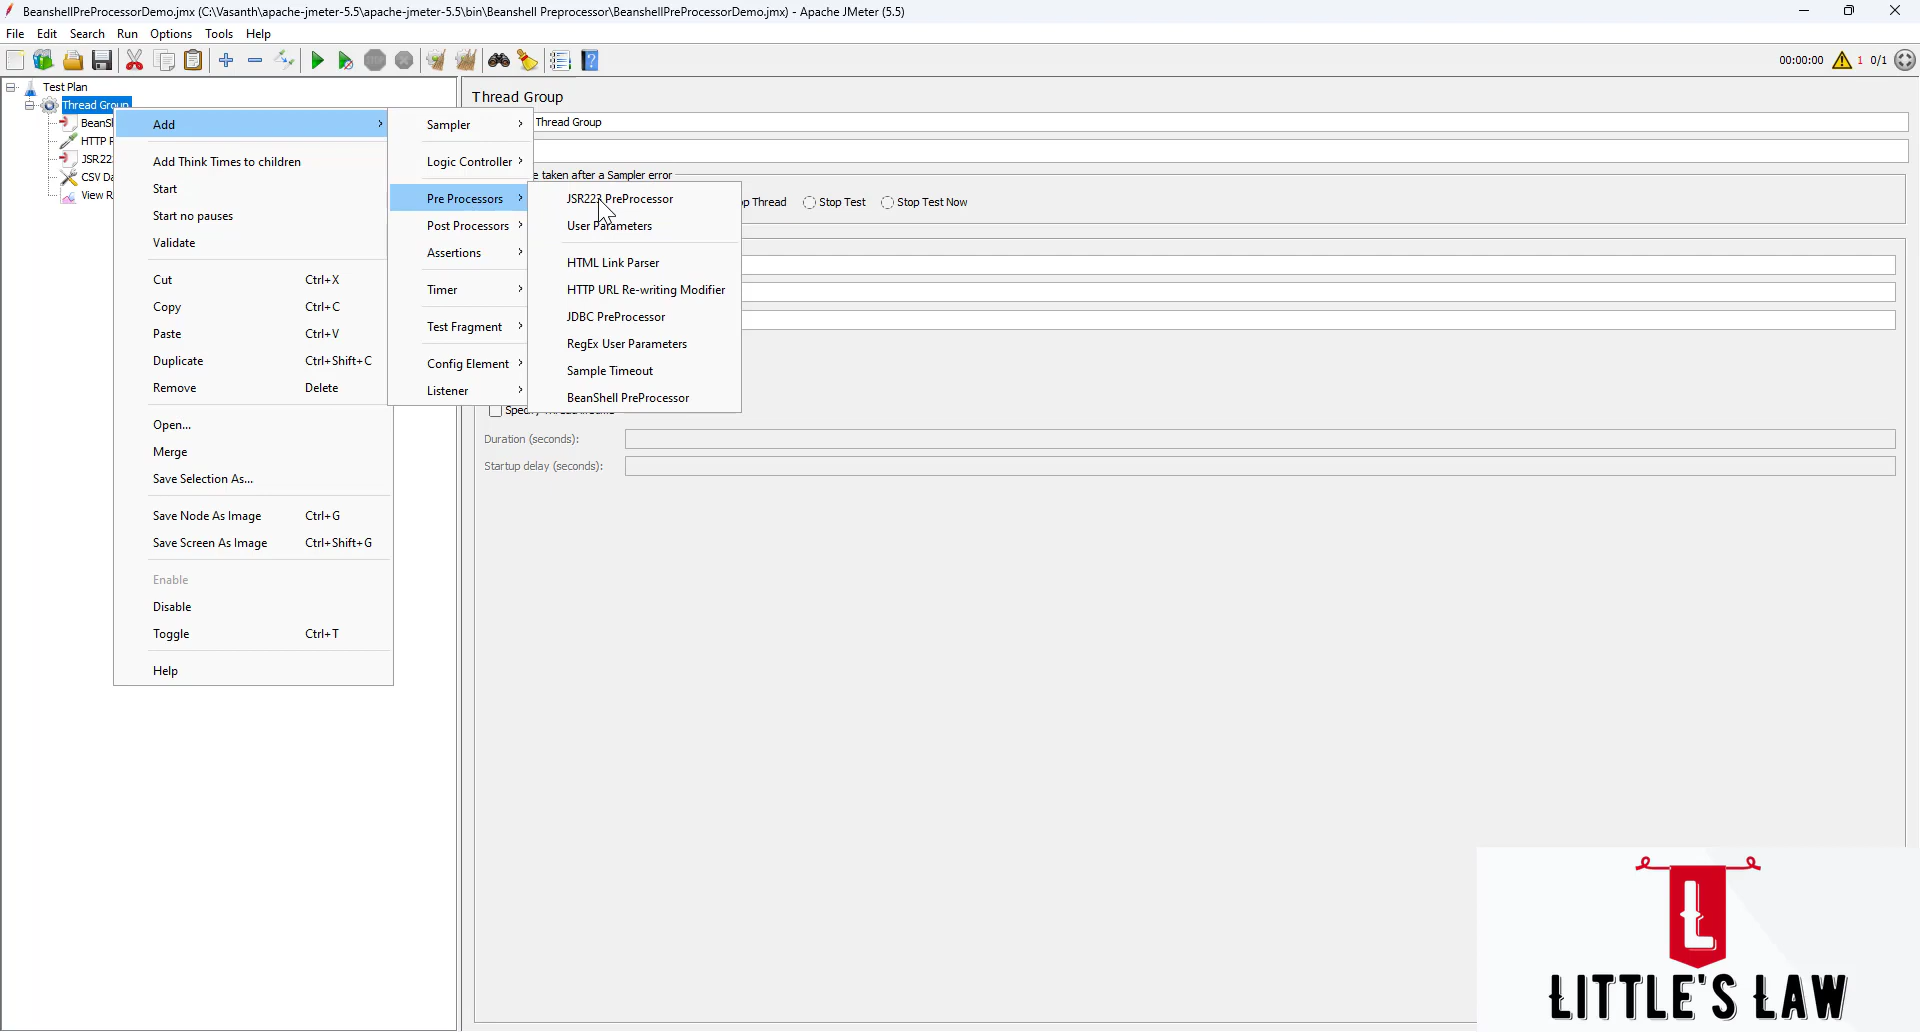 BeanshellPreProcessorDemo.jmx (C:\Vasanth\apache-jmeter-5.5\apache-jmeter-5.5\bin\Beanshell Preprocessor\BeanshellPreProcessorDemo.jmx) - Apache JMeter (5.5)
File Edit Search Run Options Tools Help
00:00:00 1 0/1
Test Plan
Thread Group
BeanSh
HTTP R
JSR223
CSV Da
View R
Add
Add Think Times to children
Start
Start no pauses
Validate
Cut Ctrl+X
Copy Ctrl+C
Paste Ctrl+V
Duplicate Ctrl+Shift+C
Remove Delete
Open...
Merge
Save Selection As...
Save Node As Image Ctrl+G
Save Screen As Image Ctrl+Shift+G
Enable
Disable
Toggle Ctrl+T
Help
Sampler
Logic Controller
Pre Processors
Post Processors
Assertions
Timer
Test Fragment
Config Element
Listener
JSR223 PreProcessor
User Parameters
HTML Link Parser
HTTP URL Re-writing Modifier
JDBC PreProcessor
RegEx User Parameters
Sample Timeout
BeanShell PreProcessor
Thread Group
Thread Group
e taken after a Sampler error
op Thread Stop Test Stop Test Now
Duration (seconds):
Startup delay (seconds):
L
LITTLE'S LAW